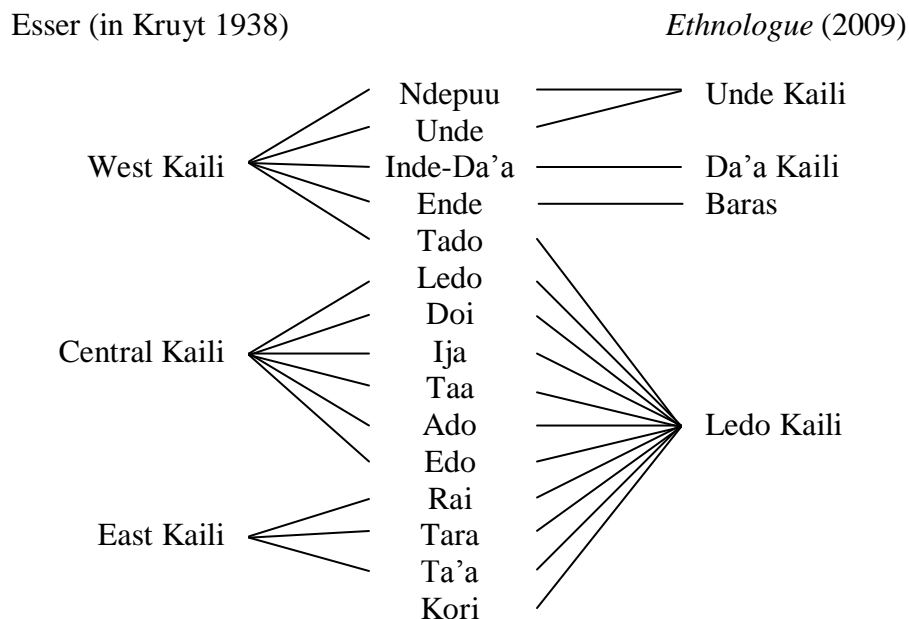 Esser (in Kruyt 1938) Ethnologue (2009)
Ndepuu Unde Kaili
Unde
West Kaili Inde-Da’a Da’a Kaili
Ende Baras
Tado
Ledo
Doi
Central Kaili Ija
Taa
Ado Ledo Kaili
Edo
Rai
East Kaili Tara
Ta’a
Kori